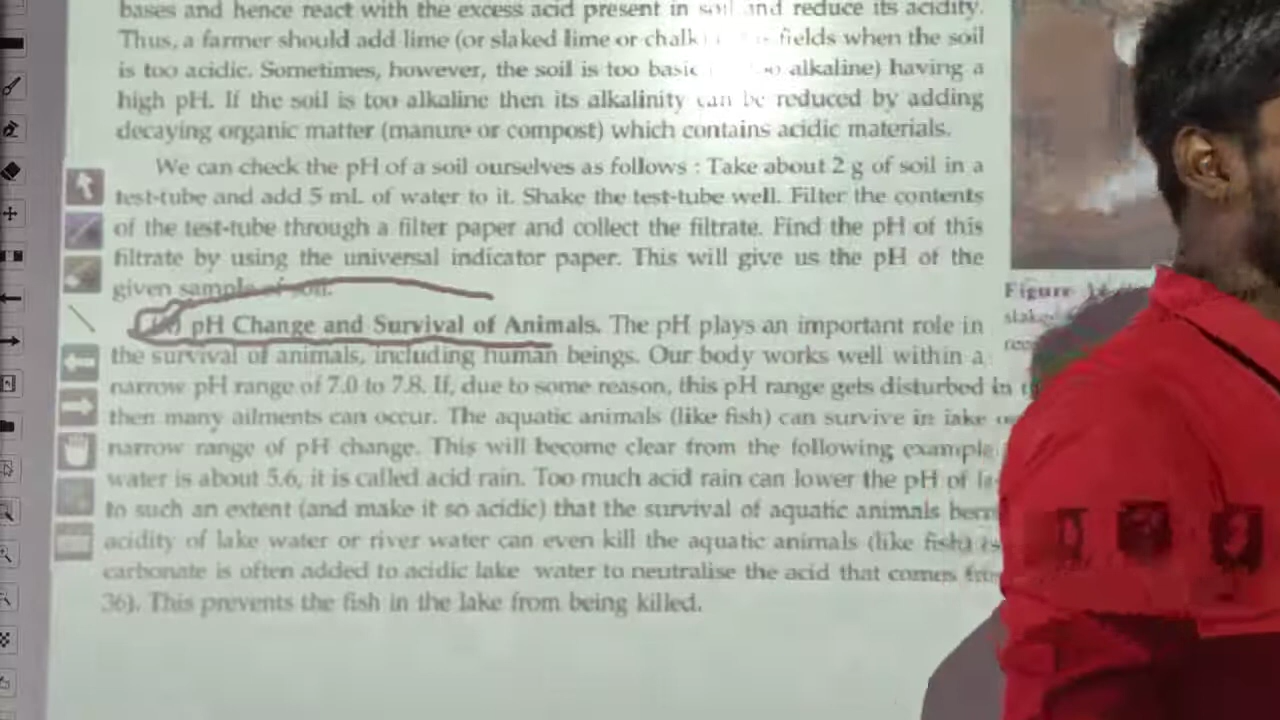 bases and hence react with the excess acid present in soil and reduce its acidity.
Thus, a farmer should add lime (or slaked lime or chalk fields when the soil
is too acidic. Sometimes, however, the soil is too basic alkaline) having a
high pH. If the soil is too alkaline then its alkalinity can be reduced by adding
decaying organic matter (manure or compost) which contains acidic materials.
We can check the pH of a soil ourselves as follows : Take about 2 g of soil in a
test-tube and add 5 mL of water to it. Shake the test-tube well. Filter the contents
of the test-tube through a filter paper and collect the filtrate. Find the pH of this
filtrate by using the universal indicator paper. This will give us the pH of the
given sample of soil.
pH Change and Survival of Animals. The pH plays an important role in
the survival of animals, including human beings. Our body works well within a
narrow pH range of 7.0 to 7.8. If, due to some reason, this pH range gets disturbed in
then many ailments can occur. The aquatic animals (like fish) can survive in lake
narrow range of pH change. This will become clear from the following example
water is about 5.6, it is called acid rain. Too much acid rain can lower the pH of
to such an extent (and make it so acidic) that the survival of aquatic animals
acidity of lake water or river water can even kill the aquatic animals (like fish)
carbonate is often added to acidic lake water to neutralise the acid that comes
36). This prevents the fish in the lake from being killed.
Figure